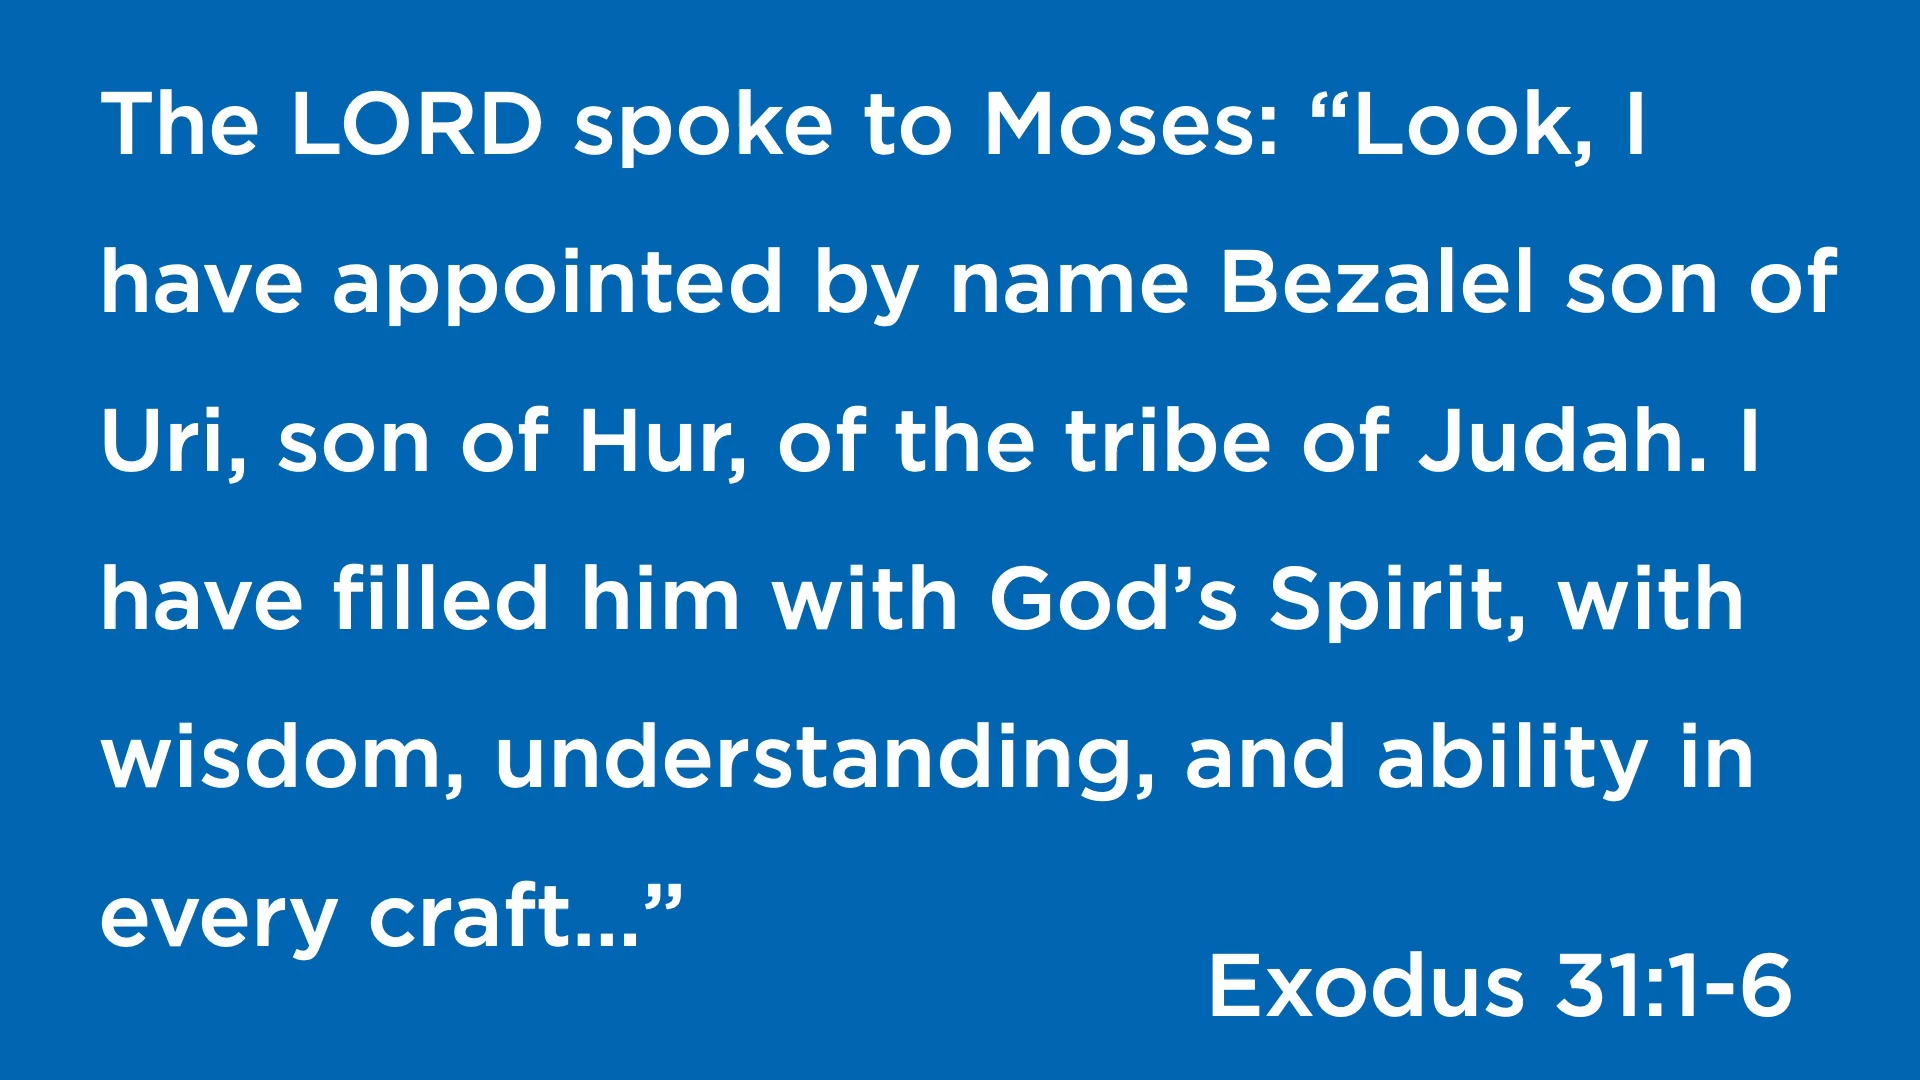 The LORD spoke to Moses: “Look, I
have appointed by name Bezalel son of
Uri, son of Hur, of the tribe of Judah. I
have filled him with God’s Spirit, with
wisdom, understanding, and ability in
every craft...”
Exodus 31:1-6